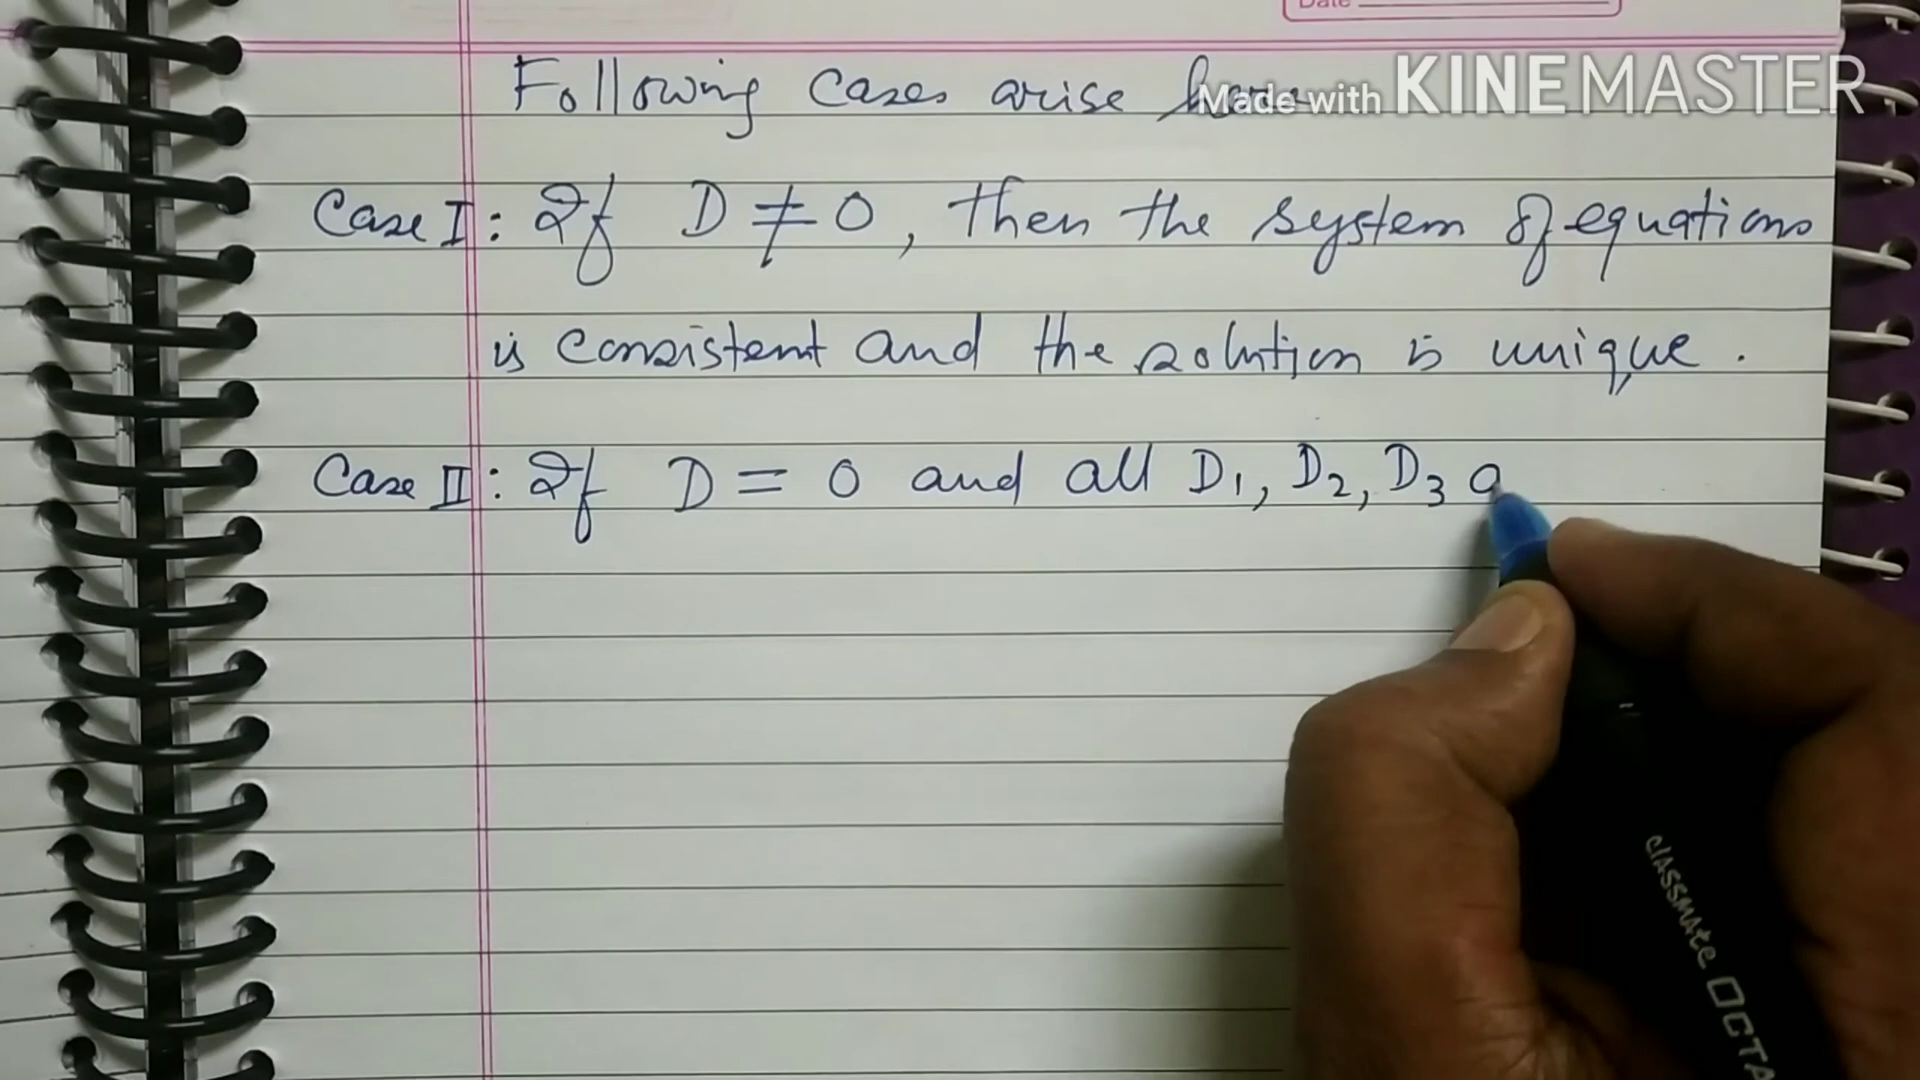 Date
Following cases arise here
Made with KINEMASTER
Case I : If D ≠ 0, then the system of equations
is consistent and the solution is unique.
Case II : If D = 0 and all D1, D2, D3 a
classmate OCTA